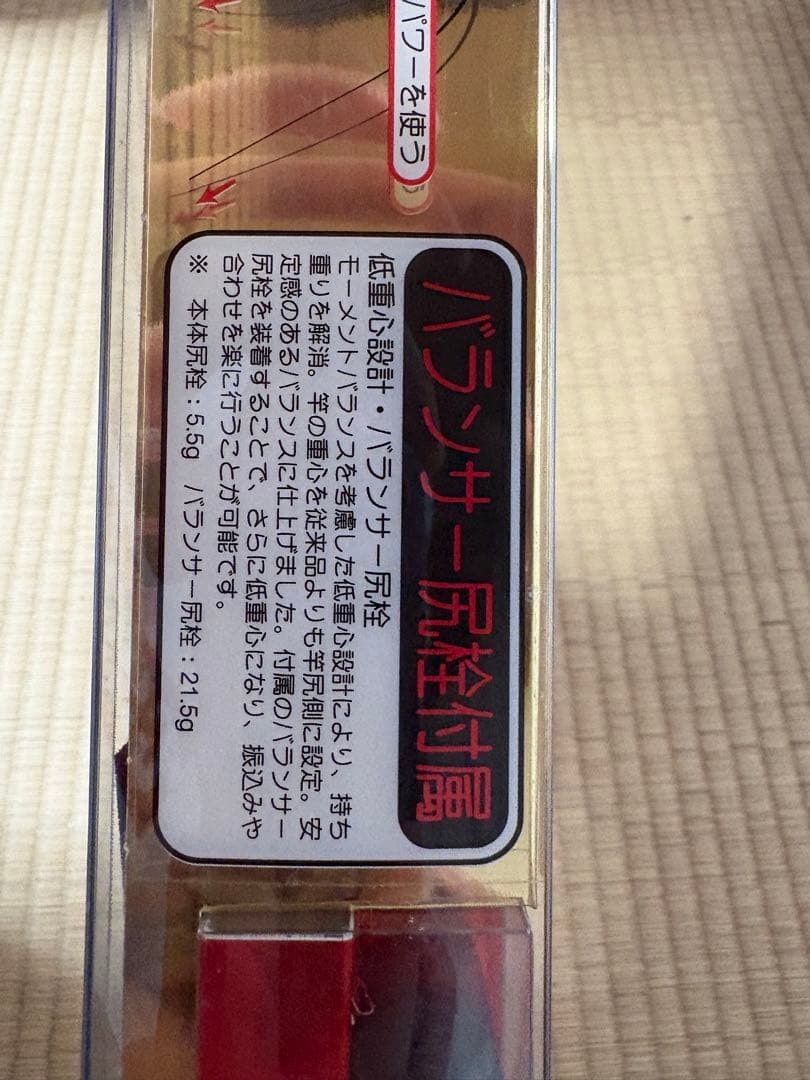 パワーを使う
バランサー尻栓付属
低重心設計・バランサー尻栓
モーメントバランスを考慮した低重心設計により、持ち
重りを解消。竿の重心を従来品よりも竿尻側に設定。安
定感のあるバランスに仕上げました。付属のバランサー
尻栓を装着することで、さらに低重心になり、振込みや
合わせを楽に行うことが可能です。
※ 本体尻栓：5.5g バランサー尻栓：21.5g